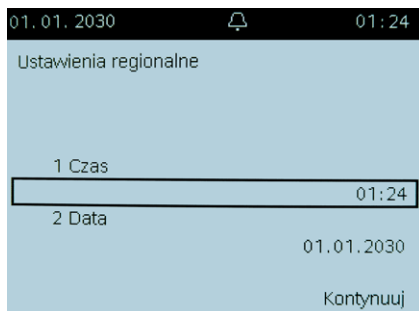 01.01.2030 01:24
Ustawienia regionalne
1 Czas
01:24
2 Data
01.01.2030
Kontynuuj